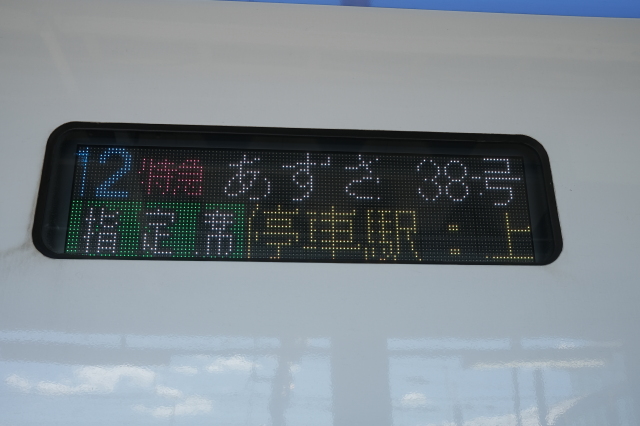 12 特急 あずさ 38号
指定席 停車駅：上